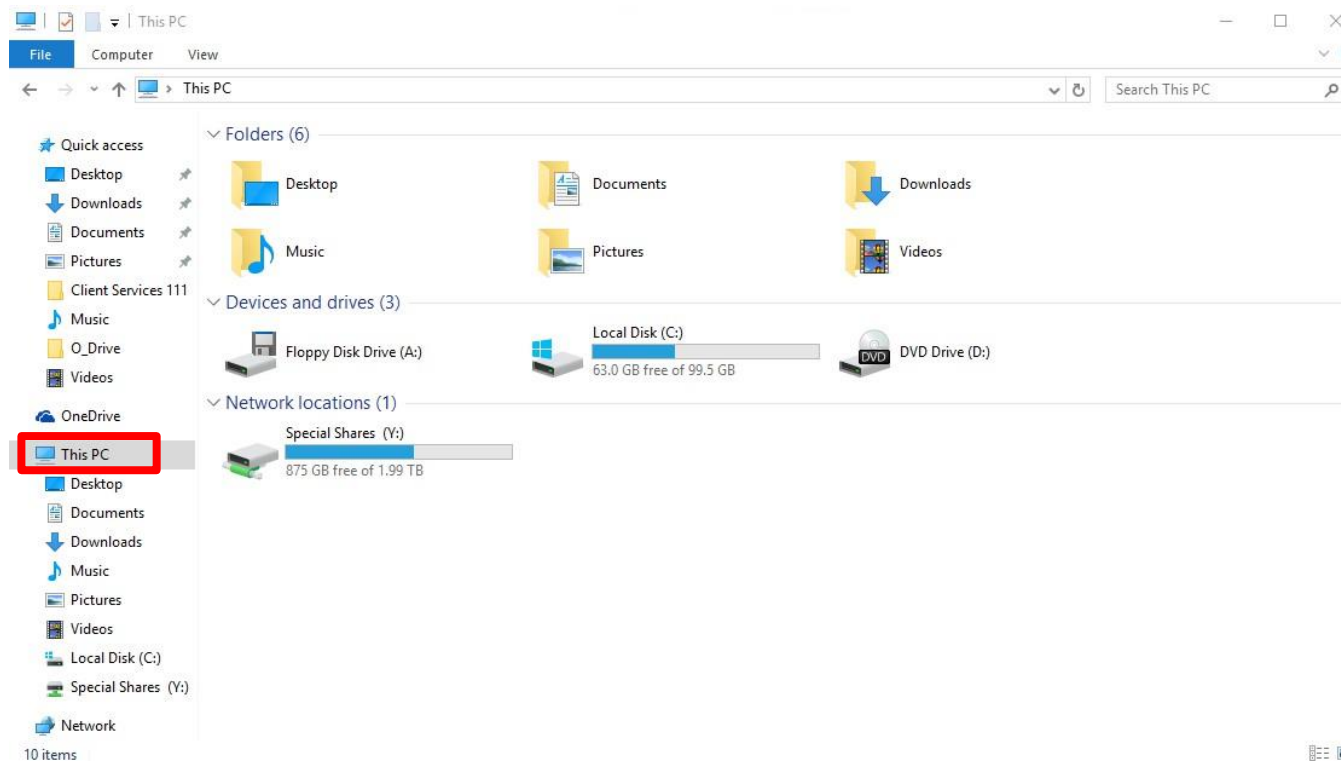 This PC
File Computer View
This PC
Search This PC
Quick access
Desktop
Downloads
Documents
Pictures
Client Services 111
Music
O_Drive
Videos
OneDrive
This PC
Desktop
Documents
Downloads
Music
Pictures
Videos
Local Disk (C:)
Special Shares (Y:)
Network
Folders (6)
Desktop
Documents
Downloads
Music
Pictures
Videos
Devices and drives (3)
Floppy Disk Drive (A:)
Local Disk (C:)
63.0 GB free of 99.5 GB
DVD
DVD Drive (D:)
Network locations (1)
Special Shares (Y:)
875 GB free of 1.99 TB
10 items